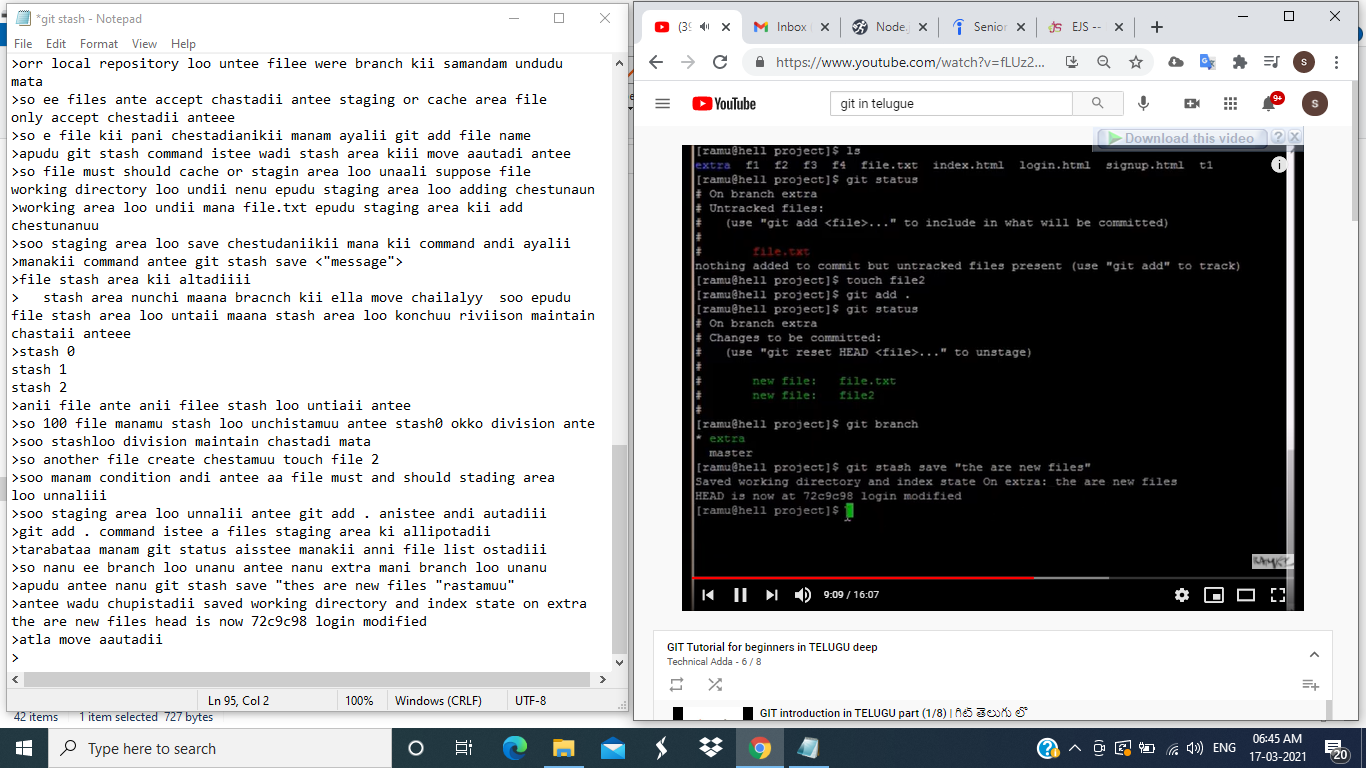 *git stash - Notepad
File Edit Format View Help
>orr local repository loo untee filee were branch kii samandam undudu
mata
>so ee files ante accept chastadii antee staging or cache area file
only accept chestadii anteee
>so e file kii pani chestadianikii manam ayalii git add file name
>apudu git stash command istee wadi stash area kiii move aautadi antee
>so file must should cache or stagin area loo unaali suppose file
working directory loo undii nenu epudu staging area loo adding chestunaun
>working area loo undii mana file.txt epudu staging area kii add
chestunanuu
>soo staging area loo save chestudaniikii mana kii command andi ayalii
>manakii command antee git stash save <"message">
>file stash area kii altadiiii
>   stash area nunchi maana bracnch kii ella move chailalyy  soo epudu
file stash area loo untaii maana stash area loo konchuu riviison maintain
chastaii anteee
>stash 0
stash 1
stash 2
>anii file ante anii filee stash loo untiaii antee
>so 100 file manamu stash loo unchistamuu antee stash0 okko division ante
>soo stashloo division maintain chastadi mata
>so another file create chestamuu touch file 2
>soo manam condition andi antee aa file must and should stading area
loo unnaliii
>soo staging area loo unnalii antee git add . anistee andi autadiii
>git add . command istee a files staging area ki allipotadii
>tarabataa manam git status aisstee manakii anni file list ostadiii
>so nanu ee branch loo unanu antee nanu extra mani branch loo unanu
>apudu antee nanu git stash save "thes are new files "rastamuu"
>antee wadu chupistadii saved working directory and index state on extra
the are new files head is now 72c9c98 login modified
>atla move aautadii
>
Ln 95, Col 2 100% Windows (CRLF) UTF-8
42 items 1 item selected 727 bytes
(39 Inbox Node. Senior EJS --
https://www.youtube.com/watch?v=fLUz2...
S
YouTube
git in telugue
9+
S
Download this video
[ramu@hell project]$ ls
extra f1 f2 f3 f4 file.txt index.html login.html signup.html t1
[ramu@hell project]$ git status
# On branch extra
# Untracked files:
#   (use "git add <file>..." to include in what will be committed)
#
#       file.txt
nothing added to commit but untracked files present (use "git add" to track)
[ramu@hell project]$ touch file2
[ramu@hell project]$ git add .
[ramu@hell project]$ git status
# On branch extra
# Changes to be committed:
#   (use "git reset HEAD <file>..." to unstage)
#
#       new file:   file.txt
#       new file:   file2
#
[ramu@hell project]$ git branch
* extra
  master
[ramu@hell project]$ git stash save "the are new files"
Saved working directory and index state On extra: the are new files
HEAD is now at 72c9c98 login modified
[ramu@hell project]$
9:09 / 16:07
GIT Tutorial for beginners in TELUGU deep
Technical Adda - 6 / 8
GIT introduction in TELUGU part (1/8) | గిట్ తెలుగు లో
Type here to search
ENG
06:45 AM
17-03-2021
20